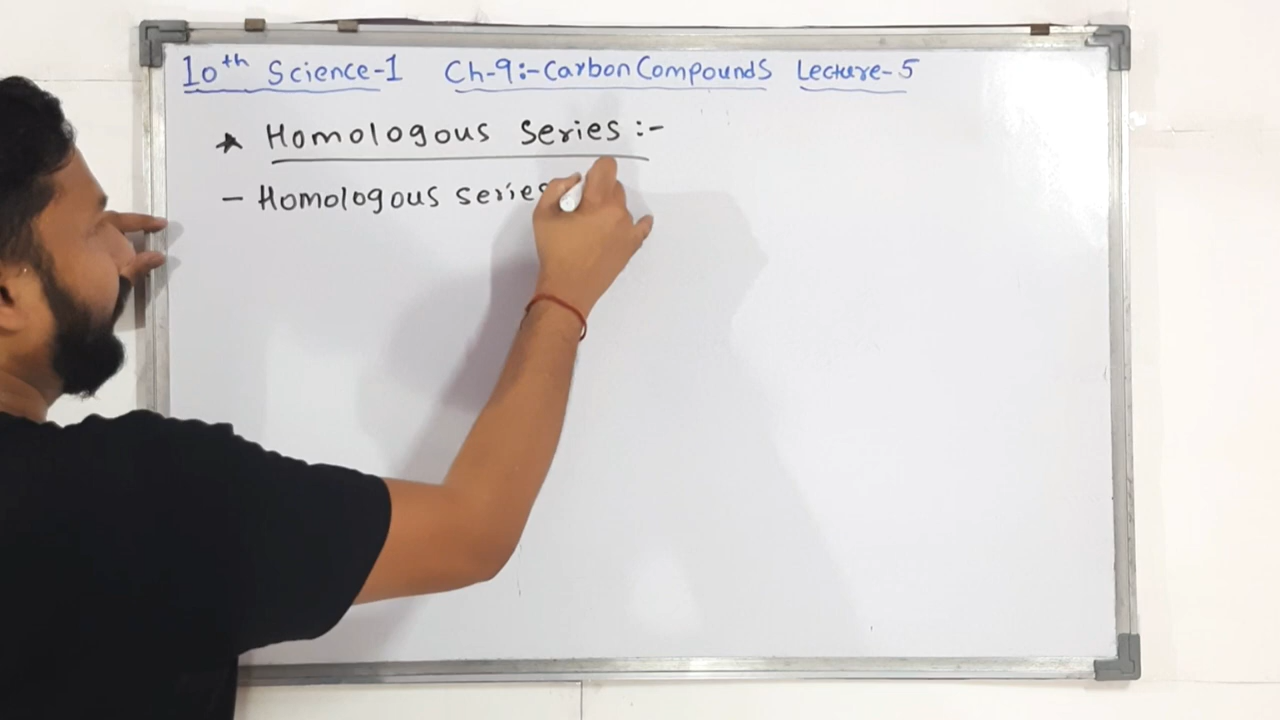 10th Science-1 Ch-9:-Carbon Compounds Lecture-5
★ Homologous Series :-
- Homologous series